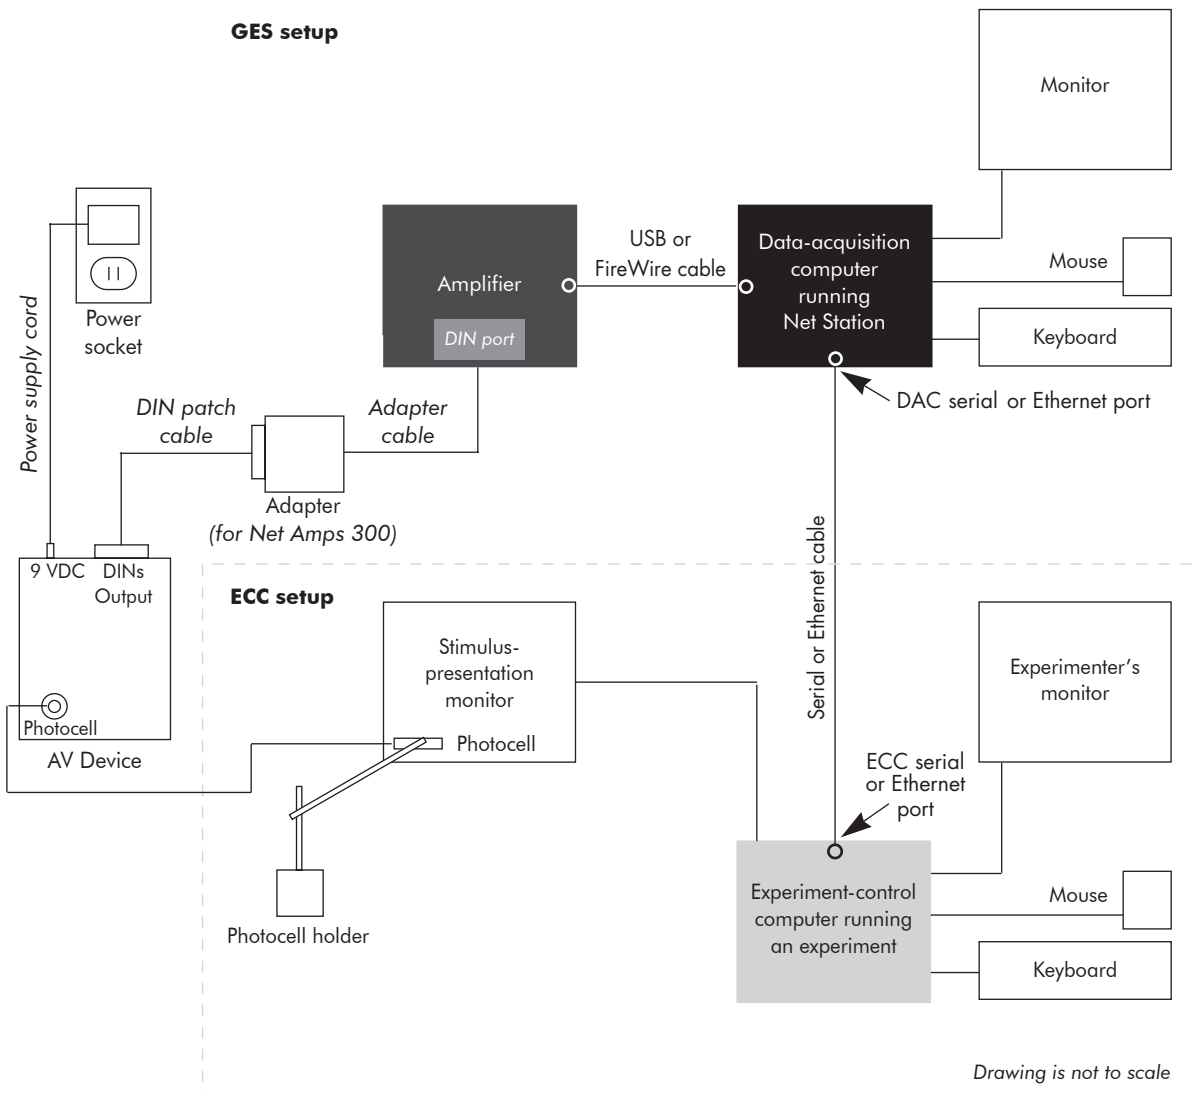 GES setup
Monitor
Power
socket
Power supply cord
Amplifier
DIN port
USB or
FireWire cable
Data-acquisition
computer
running
Net Station
Mouse
Keyboard
DAC serial or Ethernet port
DIN patch
cable
Adapter
cable
Adapter
(for Net Amps 300)
9 VDC
DINs
Output
Photocell
AV Device
Serial or Ethernet cable
ECC setup
Stimulus-
presentation
monitor
Photocell
Photocell holder
Experimenter's
monitor
ECC serial
or Ethernet
port
Experiment-control
computer running
an experiment
Mouse
Keyboard
Drawing is not to scale